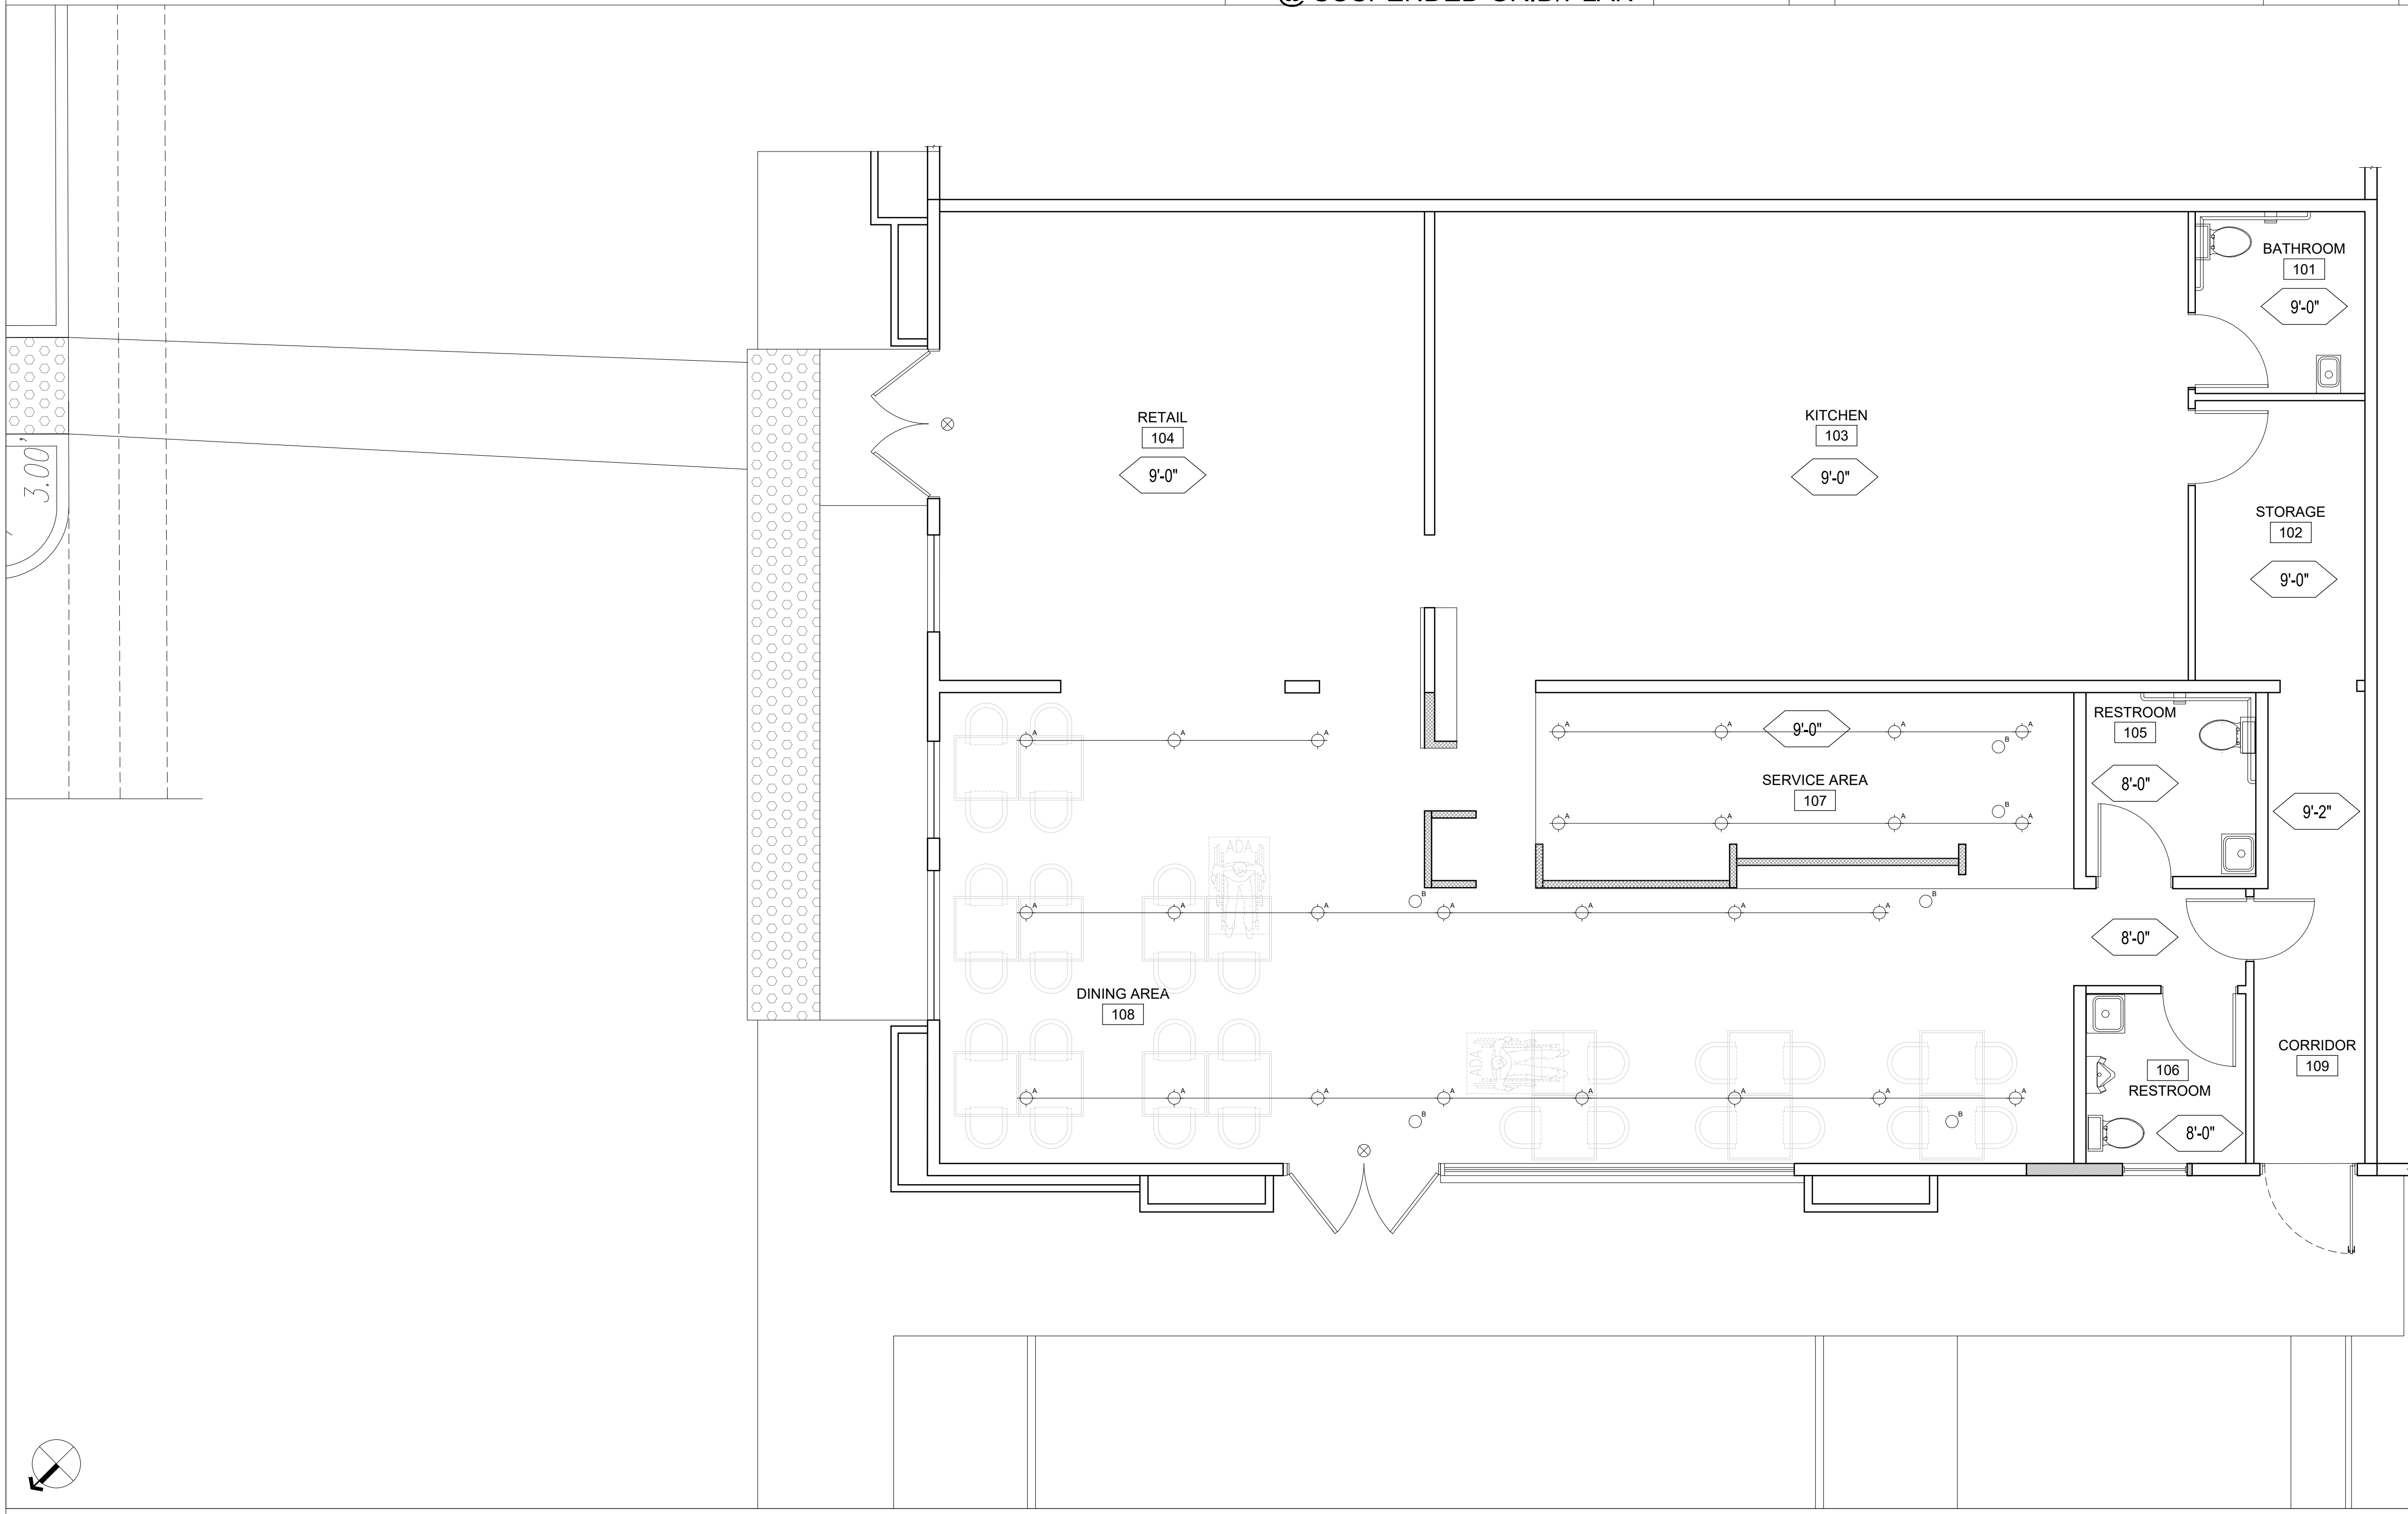 BATHROOM
101
9'-0"
RETAIL
104
9'-0"
KITCHEN
103
9'-0"
3.00'
STORAGE
102
9'-0"
A
A
A
A
A
A
A
9'-0"
B
RESTROOM
105
8'-0"
SERVICE AREA
107
B
A
A
A
A
9'-2"
ADA
B
B
A
A
A
A
A
A
A
8'-0"
DINING AREA
108
ADA
CORRIDOR
109
106
RESTROOM
A
A
A
A
A
A
A
A
B
B
8'-0"